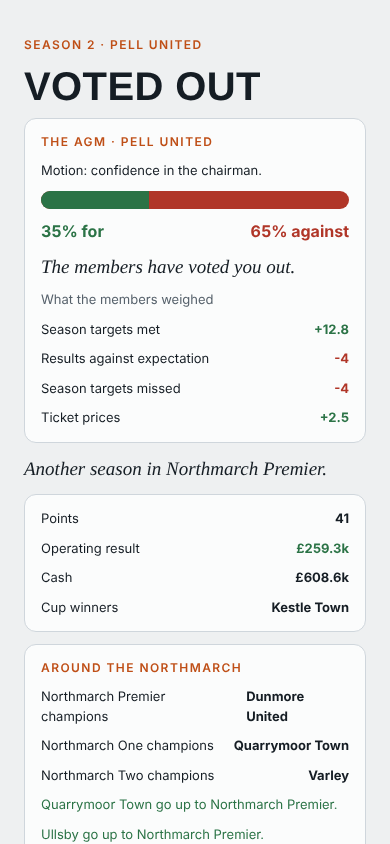 SEASON 2 · PELL UNITED
VOTED OUT
THE AGM · PELL UNITED
Motion: confidence in the chairman.
35% for 65% against
The members have voted you out.
What the members weighed
Season targets met +12.8
Results against expectation -4
Season targets missed -4
Ticket prices +2.5
Another season in Northmarch Premier.
Points 41
Operating result £259.3k
Cash £608.6k
Cup winners Kestle Town
AROUND THE NORTHMARCH
Northmarch Premier Dunmore
champions United
Northmarch One champions Quarrymoor Town
Northmarch Two champions Varley
Quarrymoor Town go up to Northmarch Premier.
Ullsby go up to Northmarch Premier.